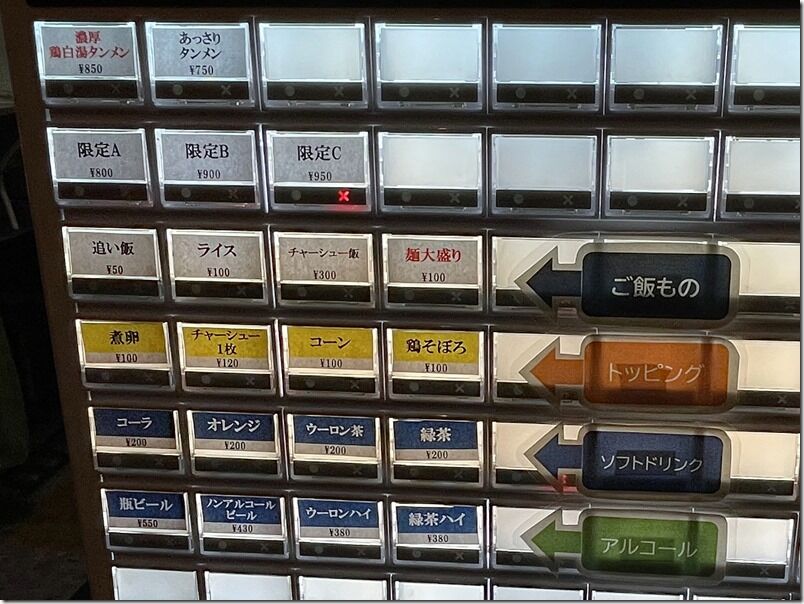 濃厚
鶏白湯タンメン
¥850
あっさり
タンメン
¥750
限定A
¥800
限定B
¥900
限定C
¥950
×
追い飯
¥50
ライス
¥100
チャーシュー飯
¥300
麺大盛り
¥100
ご飯もの
煮卵
¥100
チャーシュー
1枚
¥120
コーン
¥100
鶏そぼろ
¥100
トッピング
コーラ
¥200
オレンジ
¥200
ウーロン茶
¥200
緑茶
¥200
ソフトドリンク
瓶ビール
¥550
ノンアルコール
ビール
¥430
ウーロンハイ
¥380
緑茶ハイ
¥380
アルコール